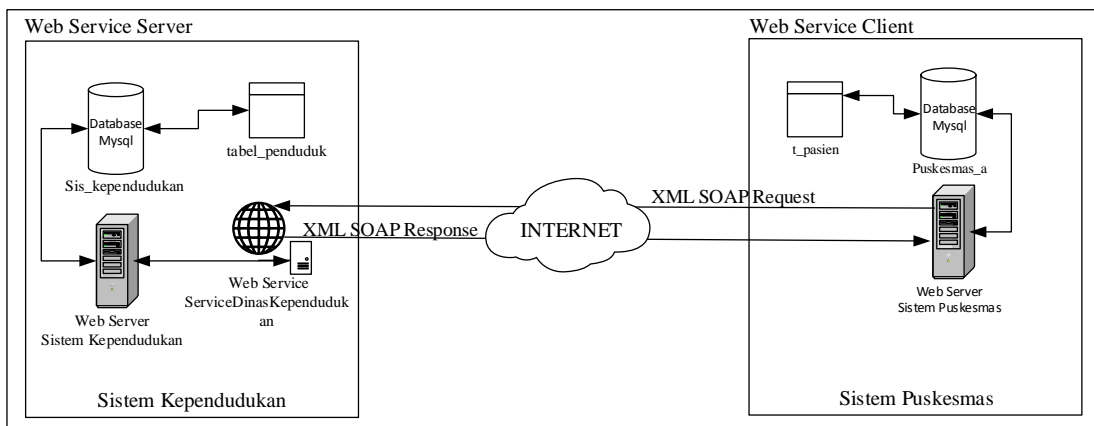 Web Service Server
Database
Mysql
Sis_kependudukan
tabel_penduduk
Web Server
Sistem Kependudukan
Web Service
ServiceDinasKependuduk
an
Sistem Kependudukan
XML SOAP Request
XML SOAP Response
INTERNET
Web Service Client
t_pasien
Database
Mysql
Puskesmas_a
Web Server
Sistem Puskesmas
Sistem Puskesmas